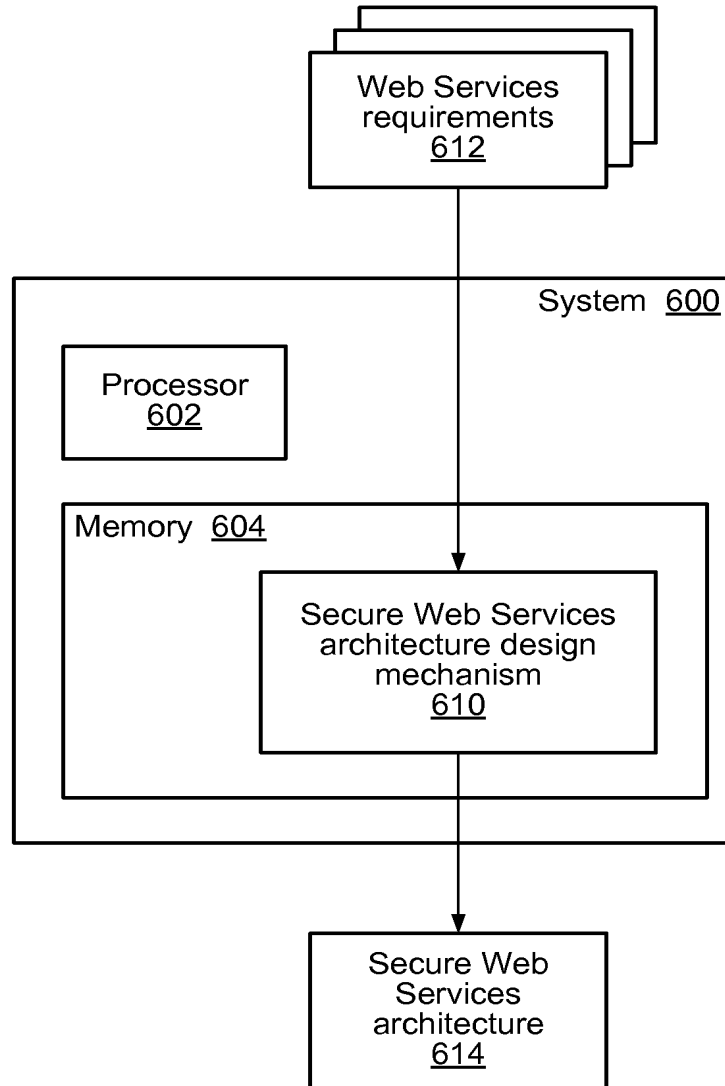 Web Services
requirements
612
System 600
Processor
602
Memory 604
Secure Web Services
architecture design
mechanism
610
Secure Web
Services
architecture
614